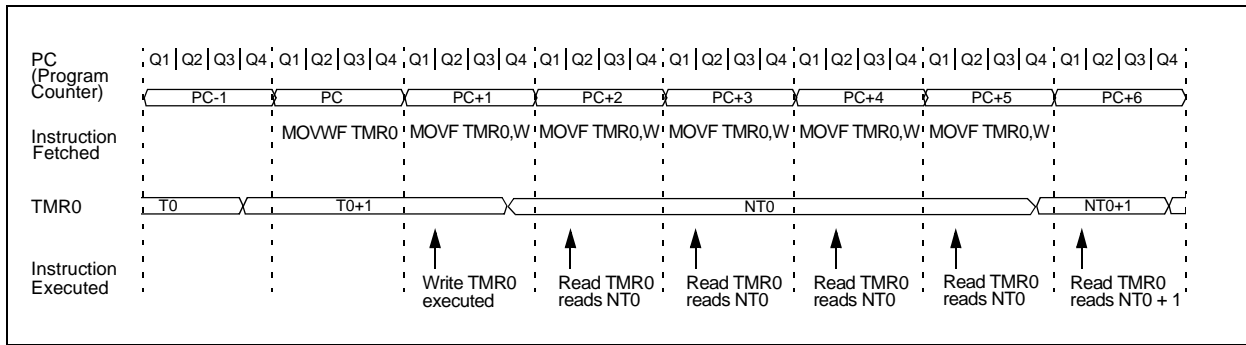 PC
(Program
Counter)
Q1 Q2 Q3 Q4 Q1 Q2 Q3 Q4 Q1 Q2 Q3 Q4 Q1 Q2 Q3 Q4 Q1 Q2 Q3 Q4 Q1 Q2 Q3 Q4 Q1 Q2 Q3 Q4 Q1 Q2 Q3 Q4
PC-1 PC PC+1 PC+2 PC+3 PC+4 PC+5 PC+6
Instruction
Fetched
MOVWF TMR0 MOVF TMR0,W MOVF TMR0,W MOVF TMR0,W MOVF TMR0,W MOVF TMR0,W
TMR0
T0 T0+1 NT0 NT0+1
Instruction
Executed
Write TMR0
executed
Read TMR0
reads NT0
Read TMR0
reads NT0
Read TMR0
reads NT0
Read TMR0
reads NT0
Read TMR0
reads NT0 + 1